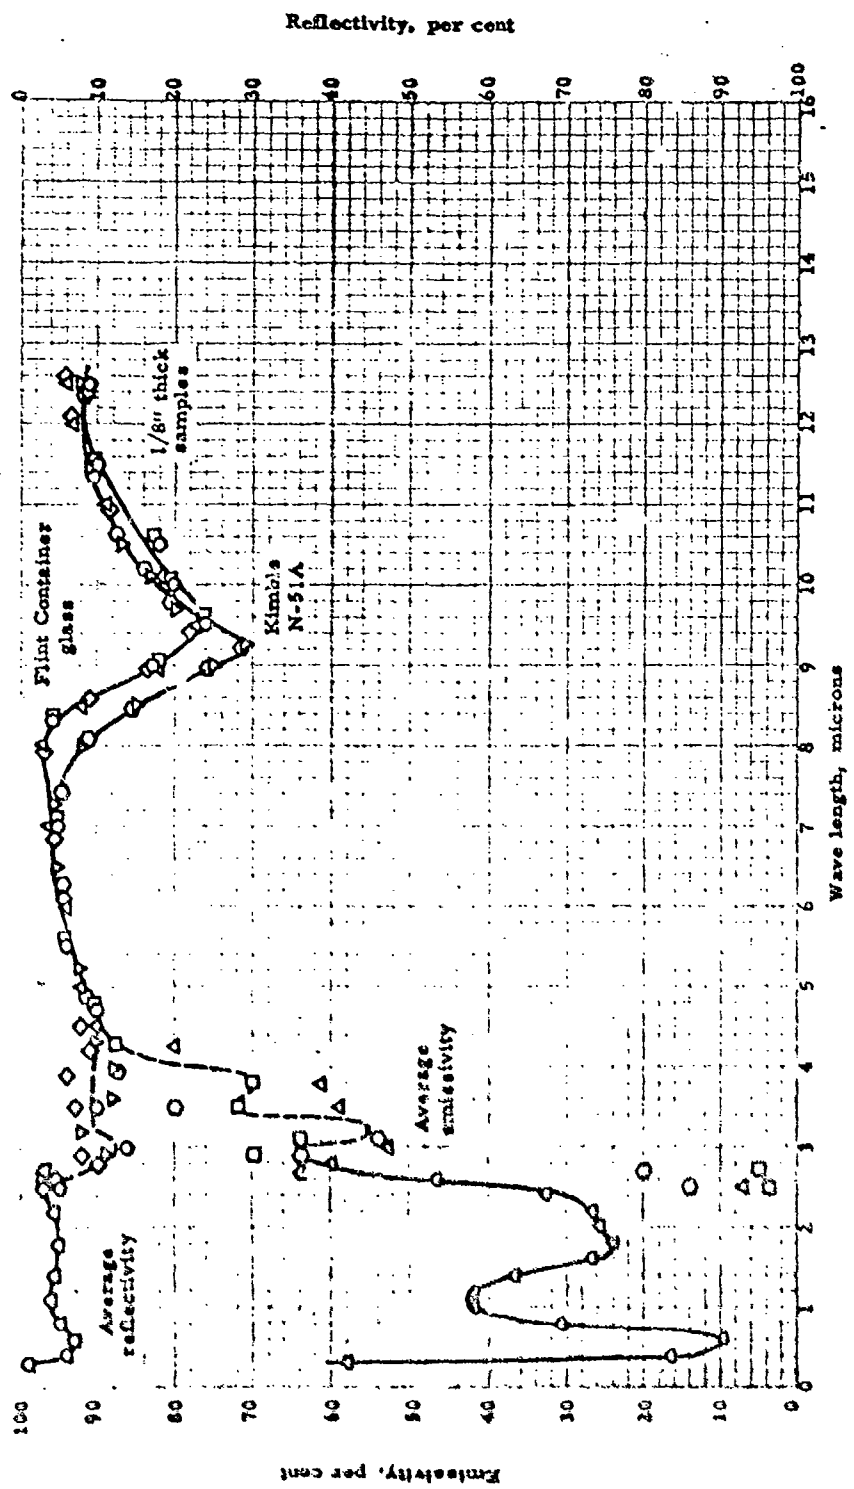 Reflectivity, per cent
0 10 20 30 40 50 60 70 80 90 100
Flint Container
glass
1/8" thick
samples
Kimble
N-51A
Average
reflectivity
Average
emissivity
100 90 80 70 60 50 40 30 20 10 0
Emissivity, per cent
0 1 2 3 4 5 6 7 8 9 10 11 12 13 14 15 16
Wave length, microns